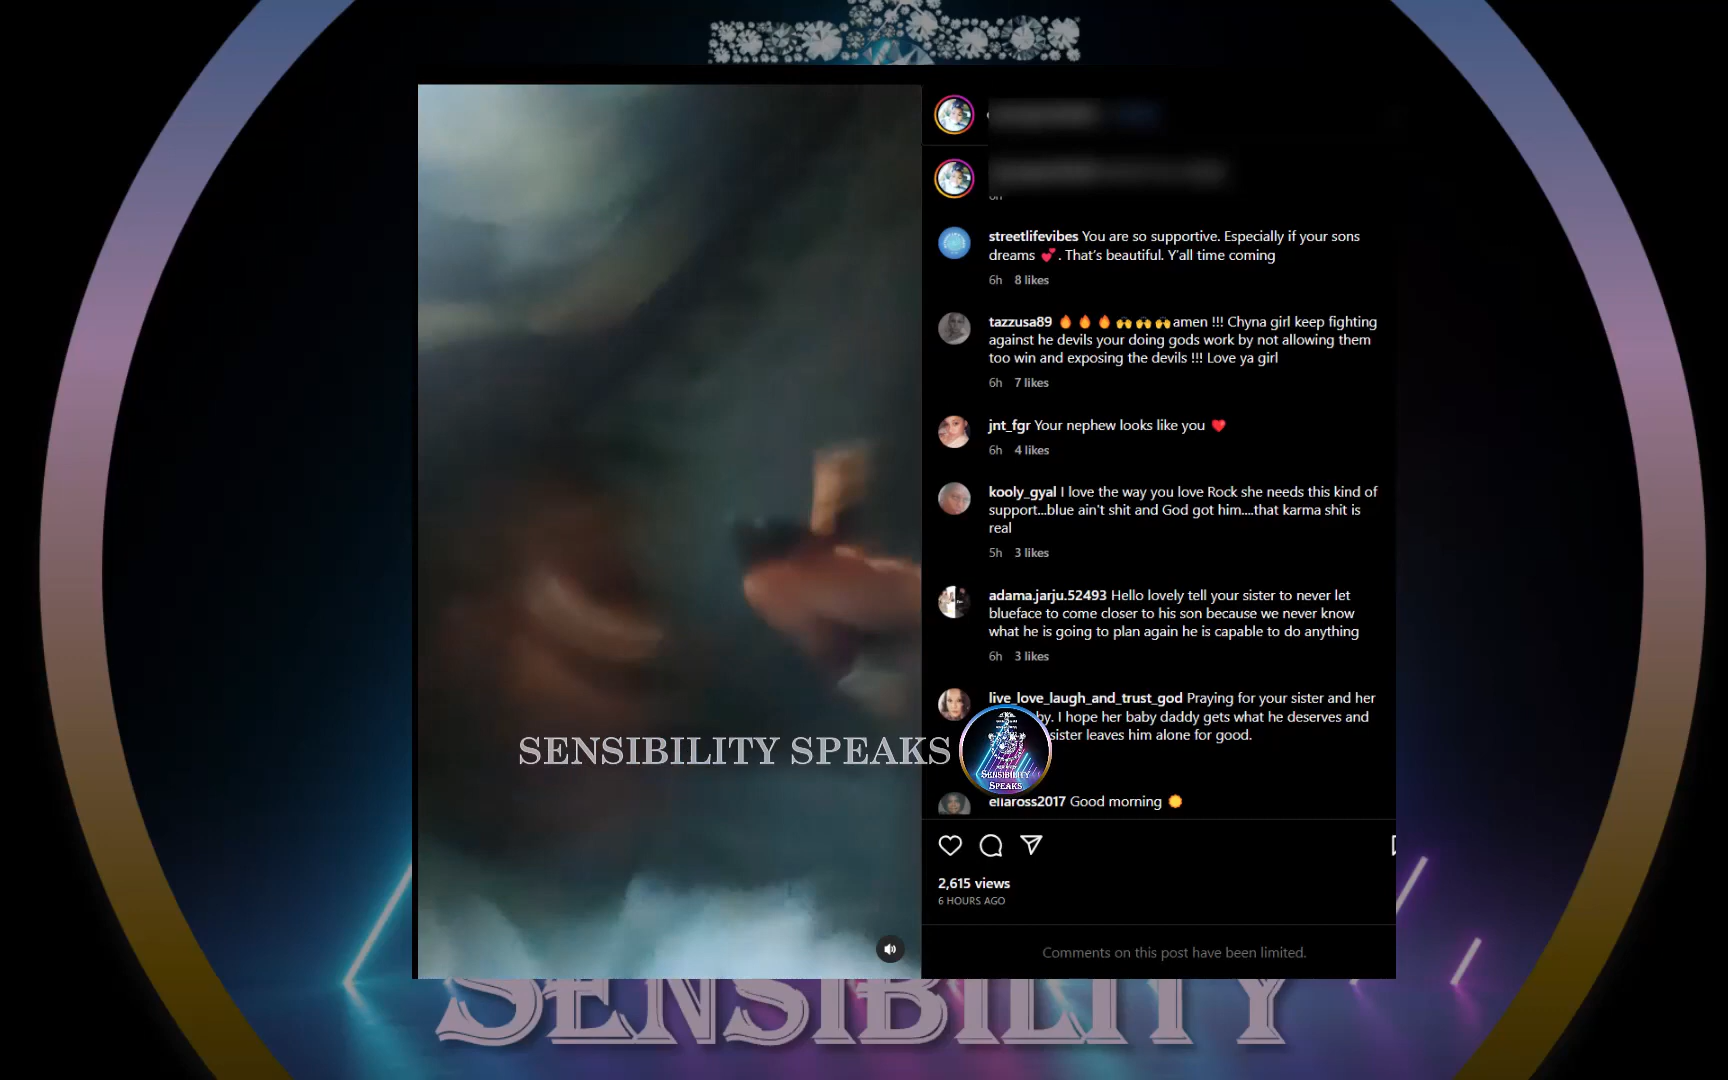 streetlifevibes You are so supportive. Especially if your sons
dreams 💕. That's beautiful. Y'all time coming
6h 8 likes
tazzusa89 🔥🔥🔥🙌🙌🙌amen !!! Chyna girl keep fighting
against he devils your doing gods work by not allowing them
too win and exposing the devils !!! Love ya girl
6h 7 likes
jnt_fgr Your nephew looks like you ❤️
6h 4 likes
kooly_gyal I love the way you love Rock she needs this kind of
support...blue ain't shit and God got him....that karma shit is
real
5h 3 likes
adama.jarju.52493 Hello lovely tell your sister to never let
blueface to come closer to his son because we never know
what he is going to plan again he is capable to do anything
6h 3 likes
live_love_laugh_and_trust_god Praying for your sister and her
by. I hope her baby daddy gets what he deserves and
sister leaves him alone for good.
SENSIBILITY SPEAKS
SENSIBILITY
SPEAKS
ellaross2017 Good morning 🌞
2,615 views
6 HOURS AGO
Comments on this post have been limited.
SENSIBILITY